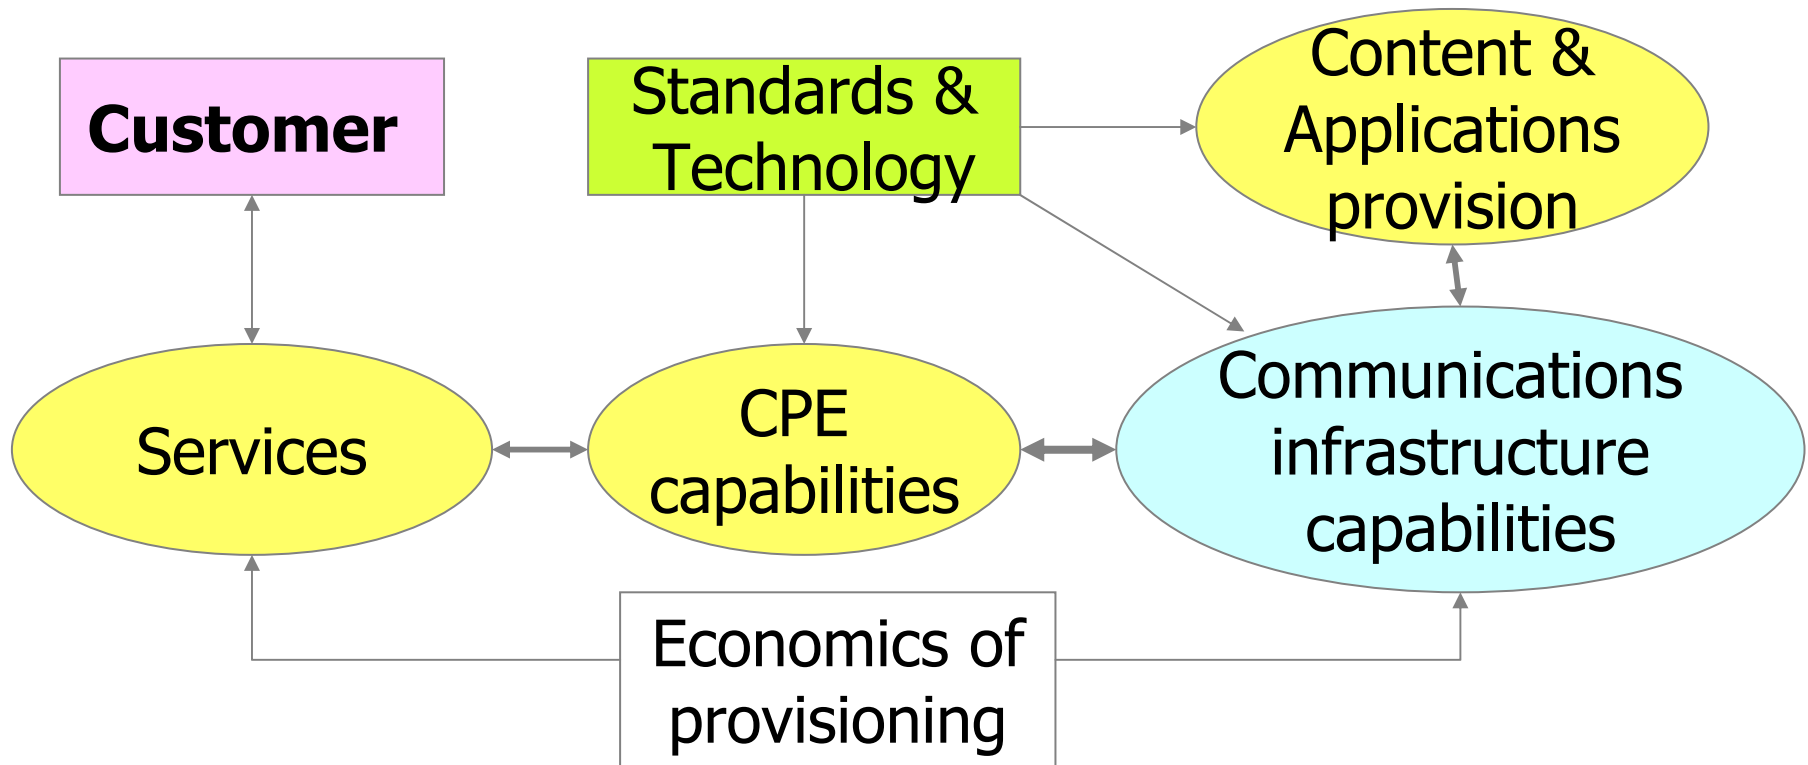 Customer
Standards &
Technology
Content &
Applications
provision
Services
CPE
capabilities
Communications
infrastructure
capabilities
Economics of
provisioning